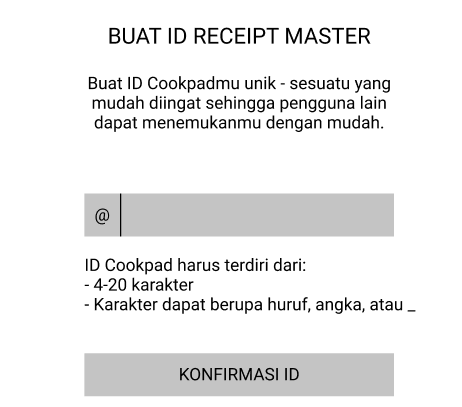 BUAT ID RECEIPT MASTER
Buat ID Cookpadmu unik - sesuatu yang
mudah diingat sehingga pengguna lain
dapat menemukanmu dengan mudah.
@
ID Cookpad harus terdiri dari:
- 4-20 karakter
- Karakter dapat berupa huruf, angka, atau _
KONFIRMASI ID